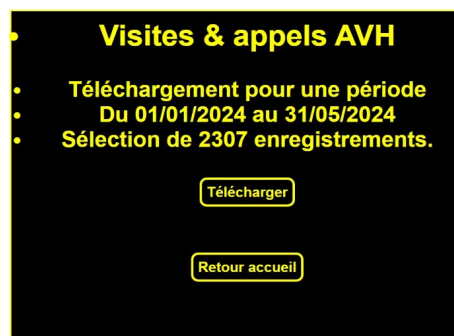 Visites & appels AVH
Téléchargement pour une période
Du 01/01/2024 au 31/05/2024
Sélection de 2307 enregistrements.
Télécharger
Retour accueil